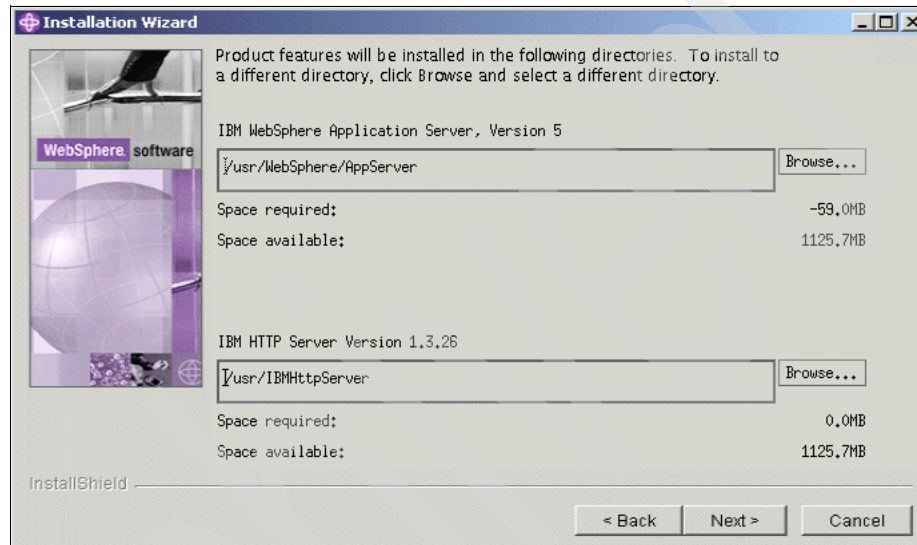 Installation Wizard
Product features will be installed in the following directories. To install to
a different directory, click Browse and select a different directory.
WebSphere software
IBM WebSphere Application Server, Version 5
/usr/WebSphere/AppServer
Browse...
Space required: -59.0MB
Space available: 1125.7MB
IBM HTTP Server Version 1.3.26
/usr/IBMHttpServer
Browse...
Space required: 0.0MB
Space available: 1125.7MB
InstallShield
< Back Next > Cancel